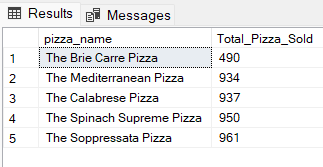 Results Messages
pizza_name Total_Pizza_Sold
1 The Brie Carre Pizza 490
2 The Mediterranean Pizza 934
3 The Calabrese Pizza 937
4 The Spinach Supreme Pizza 950
5 The Soppressata Pizza 961